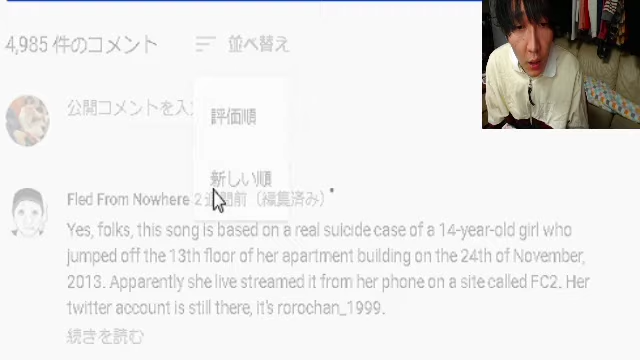 4,985 件のコメント 並べ替え
公開コメントを入
評価順
新しい順
Fled From Nowhere 2 週間前（編集済み）
Yes, folks, this song is based on a real suicide case of a 14-year-old girl who
jumped off the 13th floor of her apartment building on the 24th of November,
2013. Apparently she live streamed it from her phone on a site called FC2. Her
twitter account is still there, it's rorochan_1999.
続きを読む